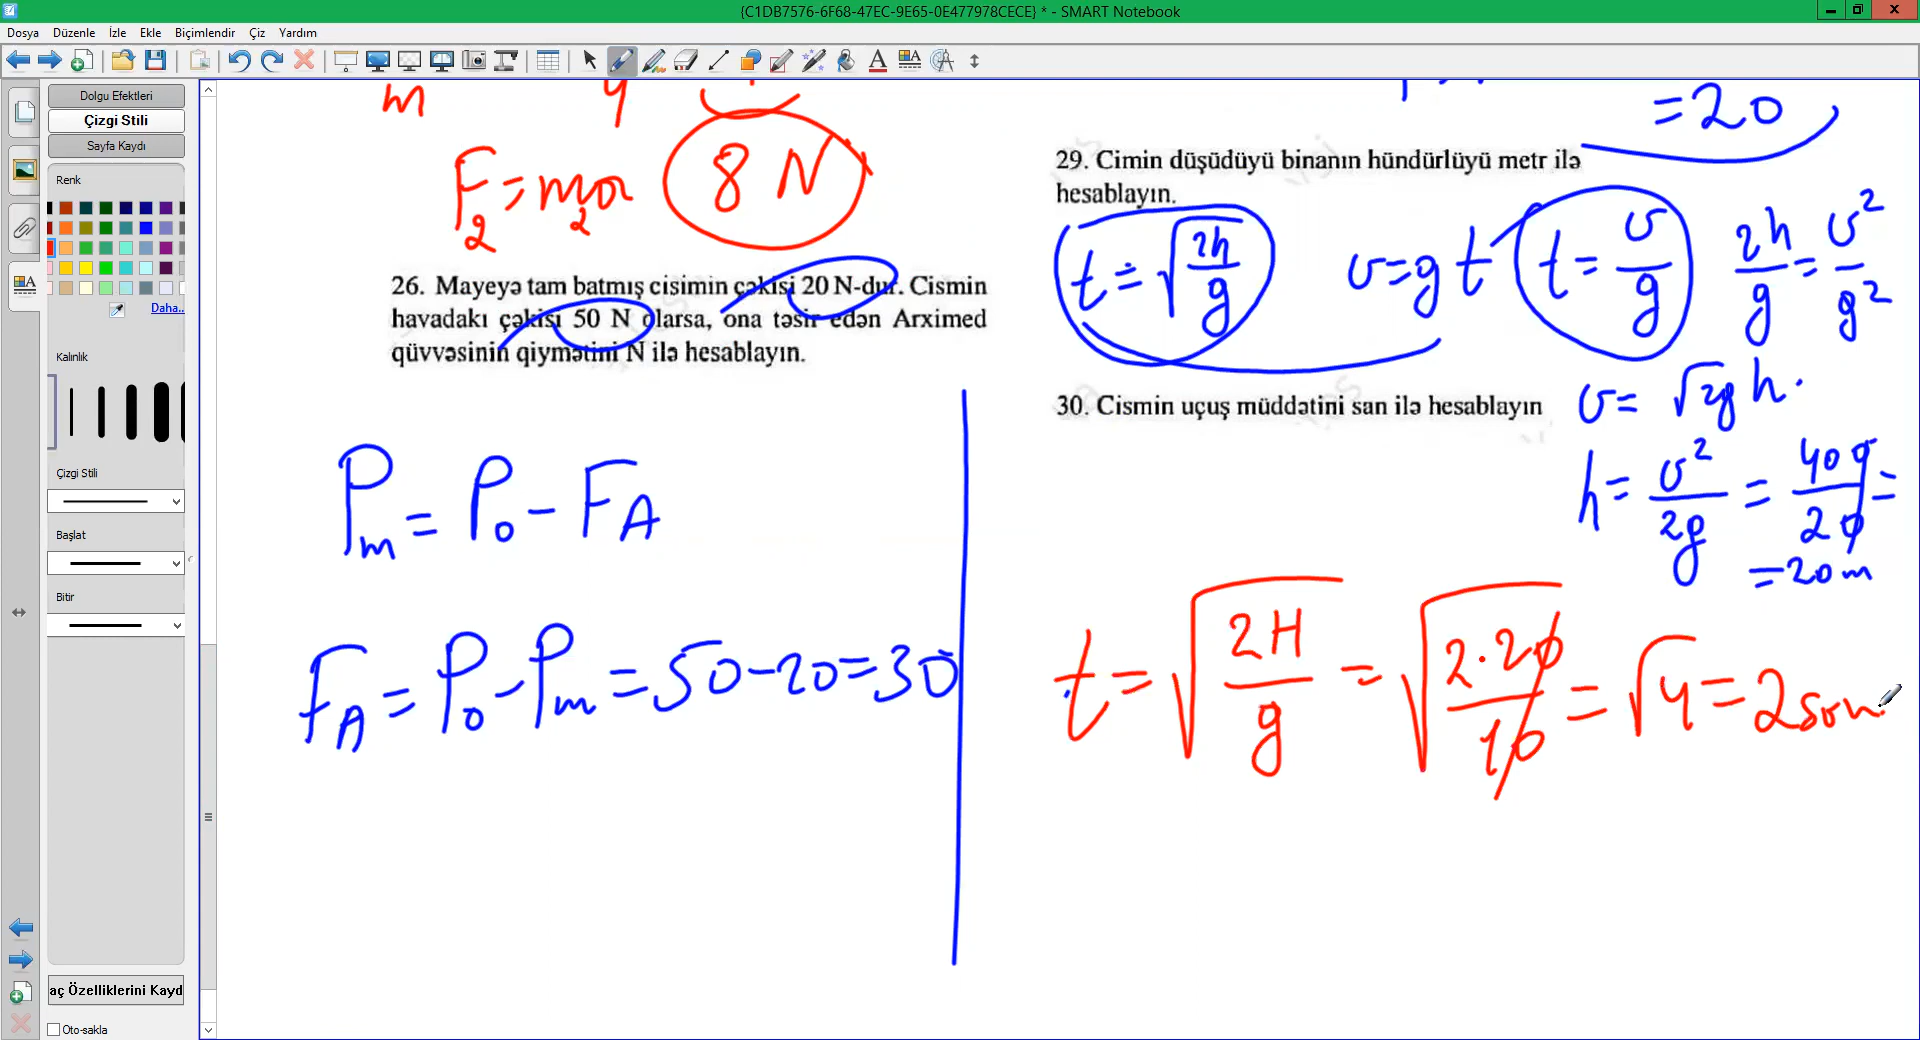 {C1DB7576-6F68-47EC-9E65-0E477978CECE} * - SMART Notebook
Dosya Düzenle İzle Ekle Biçimlendir Çiz Yardım
Dolgu Efektleri
Çizgi Stili
Sayfa Kaydı
Renk
Daha..
Kalınlık
Çizgi Stili
Başlat
Bitir
aç Özelliklerini Kayd
Oto-sakla
m
F₂ = m₂a 8 N
26. Mayeyə tam batmış cisimin çəkisi 20 N-dur. Cismin
havadakı çəkisi 50 N olarsa, ona təsir edən Arximed
qüvvəsinin qiymətini N ilə hesablayın.
Pm = P₀ - FA
FA = P₀ - Pm = 50 - 20 = 30
= 20
29. Cimin düşüdüyü binanın hündürlüyü metr ilə
hesablayın.
t = √(2h/g) υ = gt t = υ/g 2h/g = υ²/g²
30. Cismin uçuş müddətini san ilə hesablayın
υ = √2gh.
h = υ²/2g = 400/20 =
= 20 m
t = √(2H/g) = √(2·20/10) = √4 = 2 san.